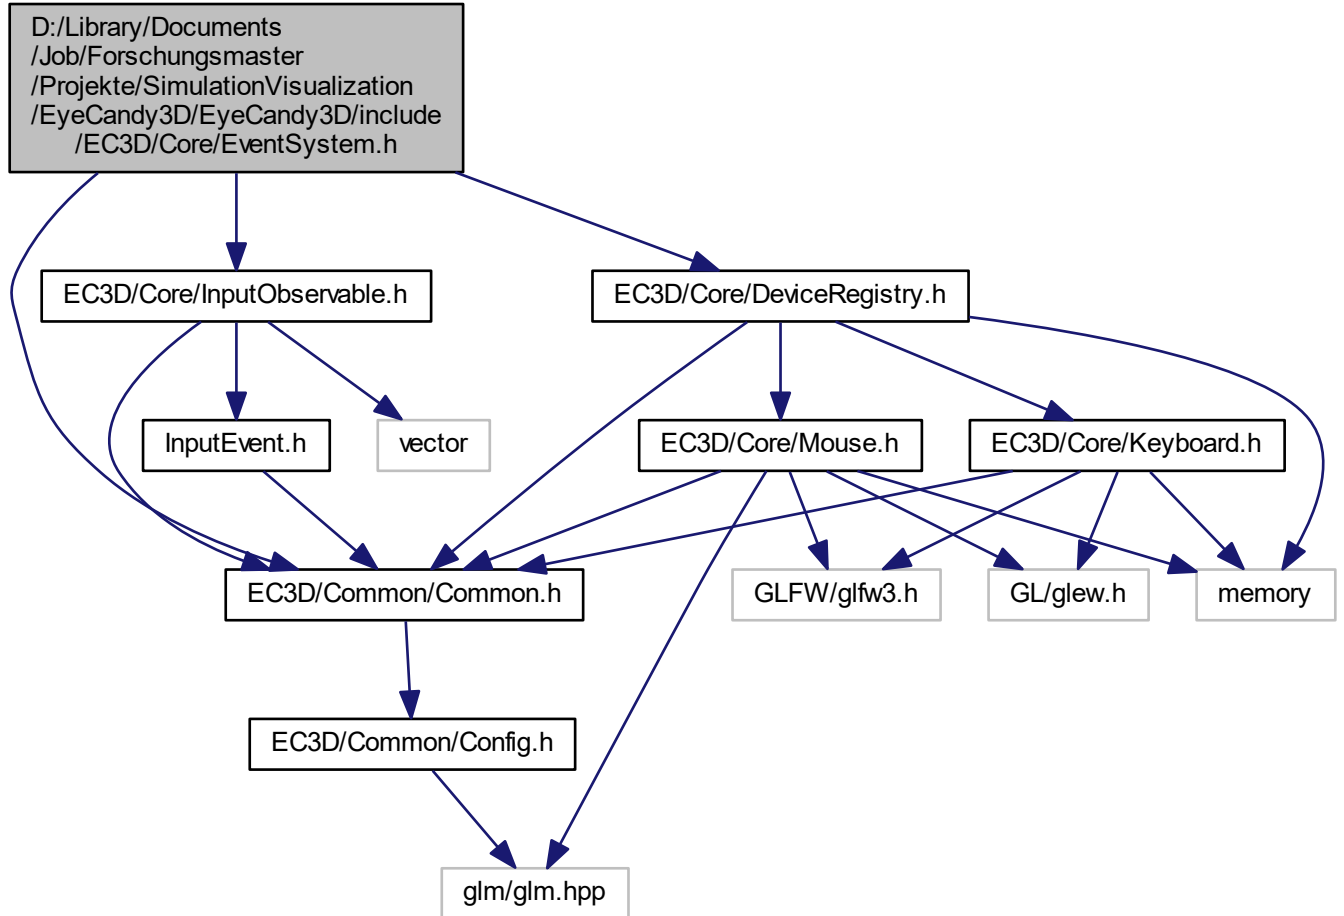 D:/Library/Documents
/Job/Forschungsmaster
/Projekte/SimulationVisualization
/EyeCandy3D/EyeCandy3D/include
/EC3D/Core/EventSystem.h
EC3D/Core/InputObservable.h
EC3D/Core/DeviceRegistry.h
InputEvent.h
vector
EC3D/Core/Mouse.h
EC3D/Core/Keyboard.h
EC3D/Common/Common.h
GLFW/glfw3.h
GL/glew.h
memory
EC3D/Common/Config.h
glm/glm.hpp